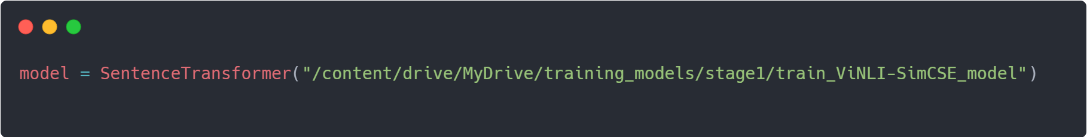 model = SentenceTransformer("/content/drive/MyDrive/training_models/stage1/train_ViNLI-SimCSE_model")